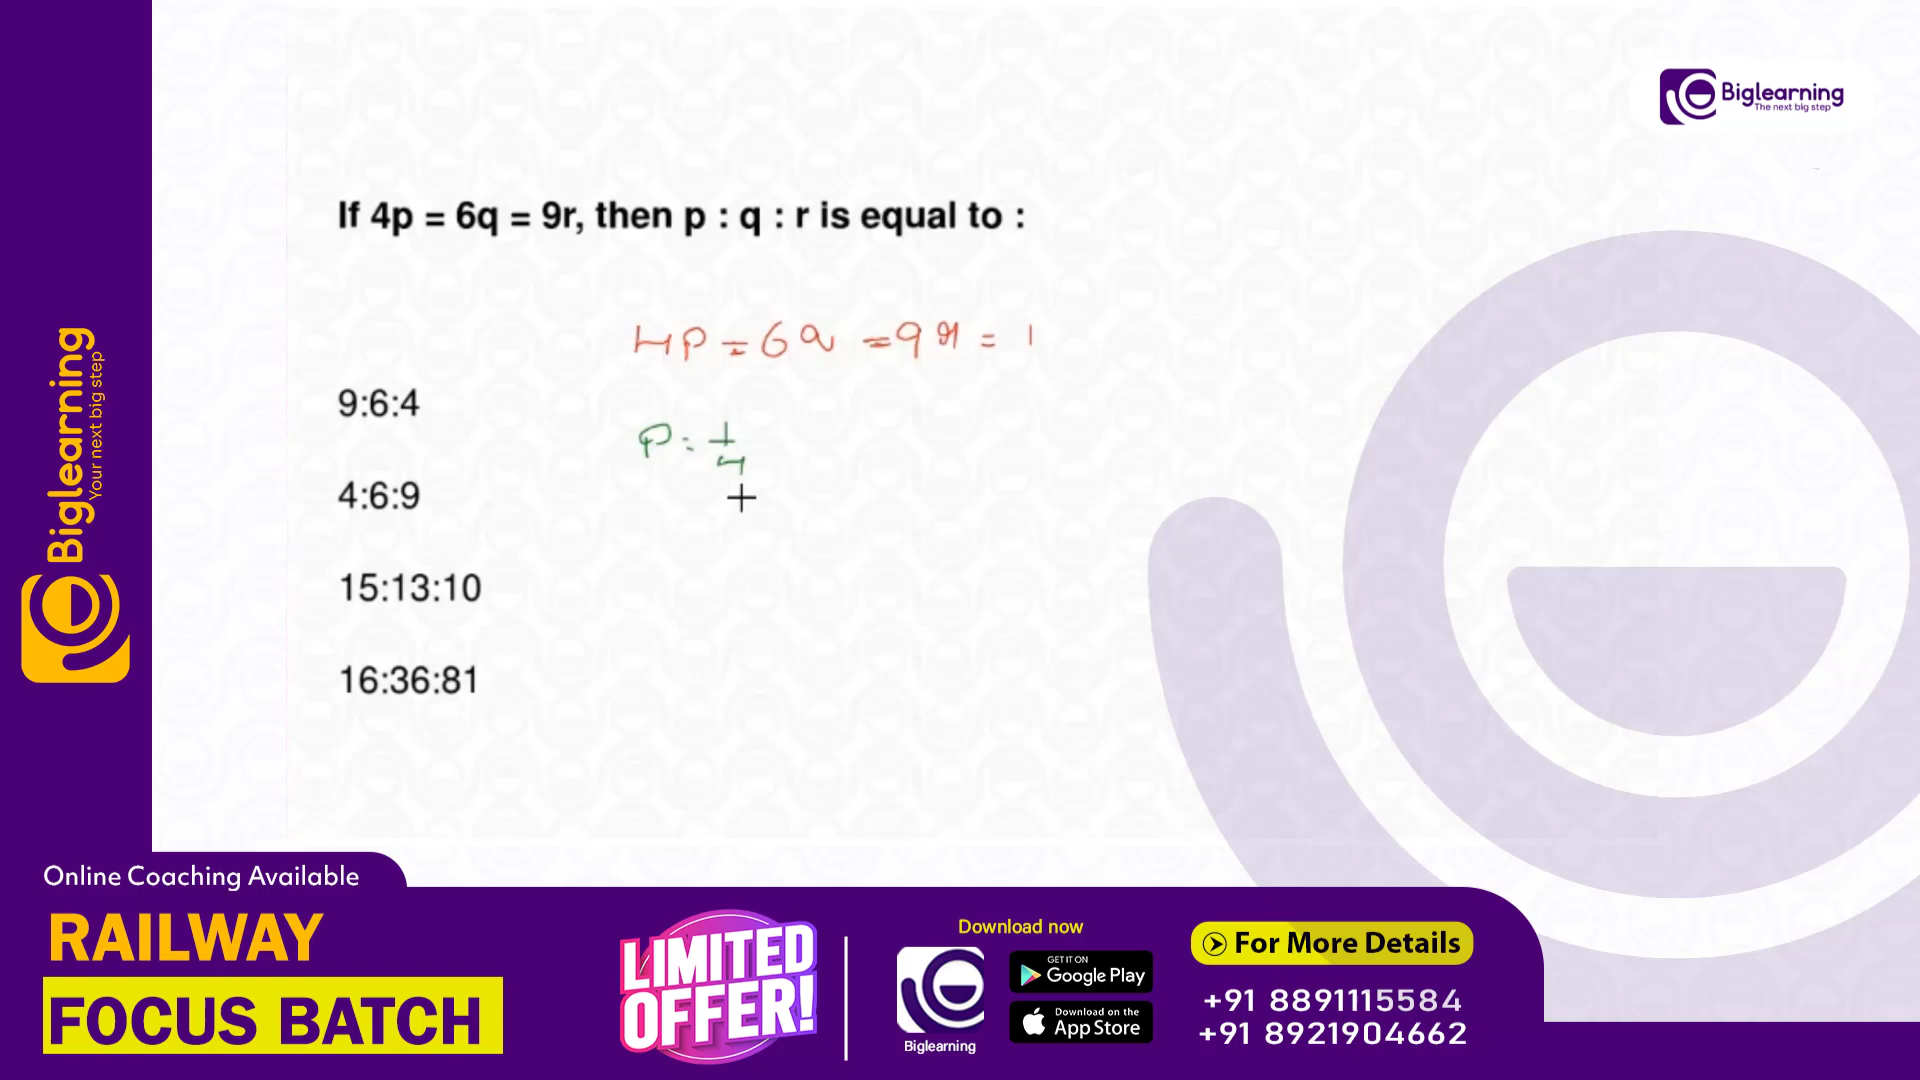 Biglearning
The next big step
If 4p = 6q = 9r, then p : q : r is equal to :
4p = 6q = 9r = 1
9:6:4
p = 1/4
4:6:9
15:13:10
16:36:81
Biglearning
Your next big step
Online Coaching Available
RAILWAY
FOCUS BATCH
LIMITED
OFFER!
Download now
Biglearning
GET IT ON
Google Play
Download on the
App Store
For More Details
+91 8891115584
+91 8921904662